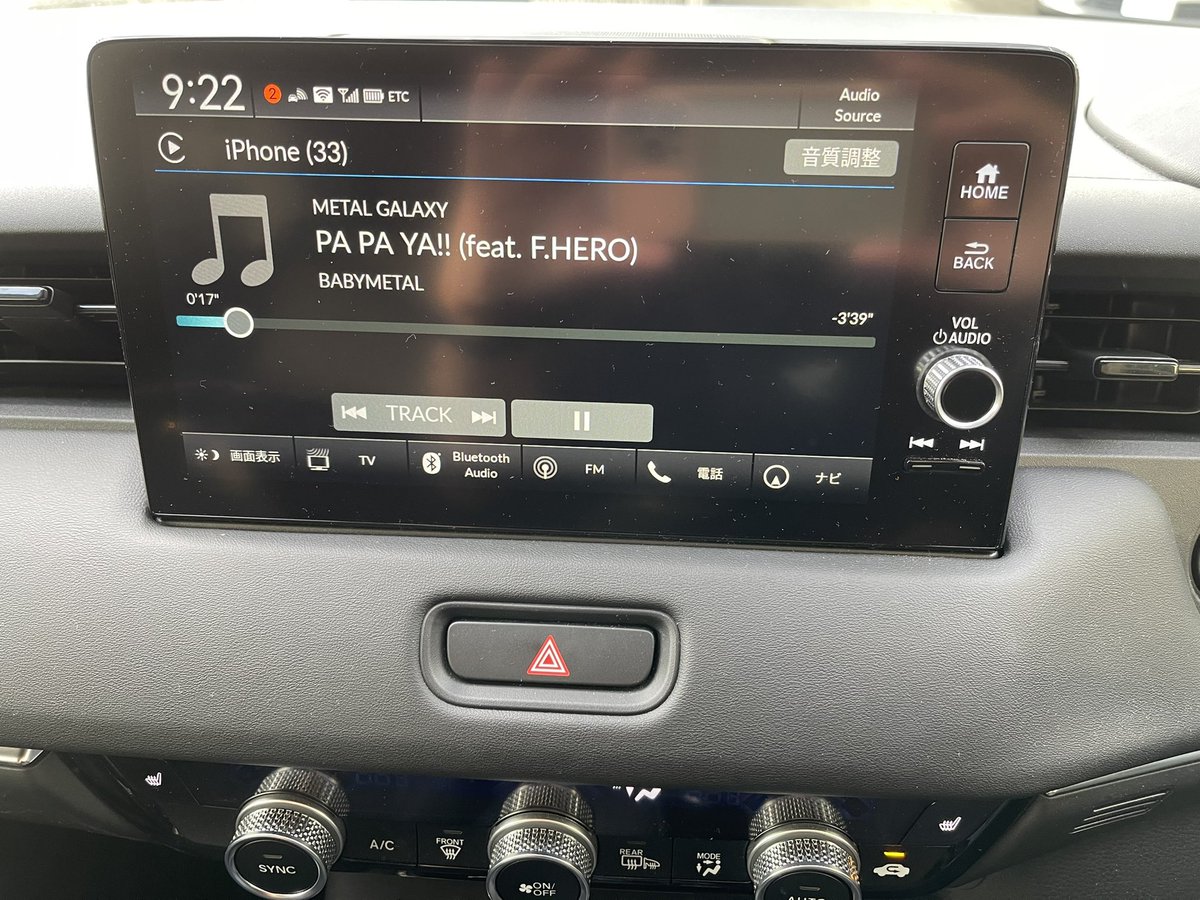 9:22
2
ETC
Audio
Source
iPhone (33)
音質調整
HOME
METAL GALAXY
PA PA YA!! (feat. F.HERO)
BABYMETAL
BACK
0'17"
-3'39"
VOL
AUDIO
TRACK
画面表示
TV
Bluetooth
Audio
FM
電話
ナビ
SYNC
A/C
FRONT
ON/
OFF
REAR
MODE
AUTO